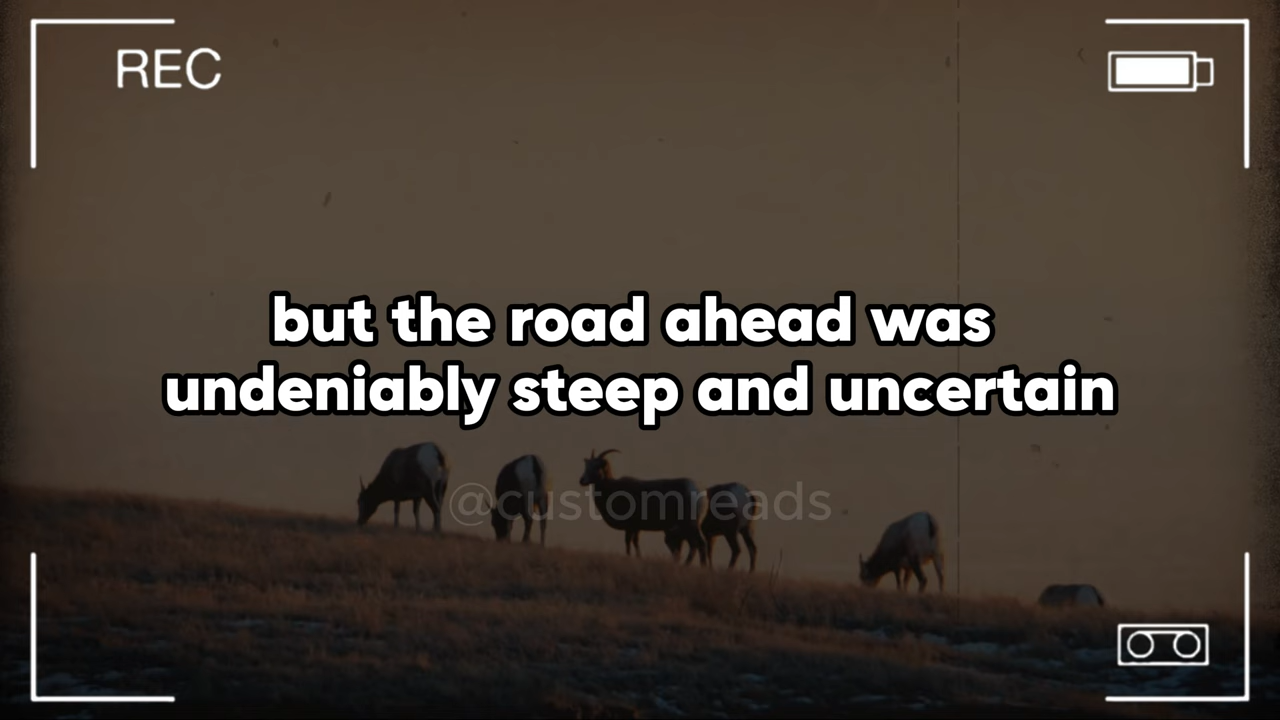 REC
but the road ahead was
undeniably steep and uncertain
@customreads